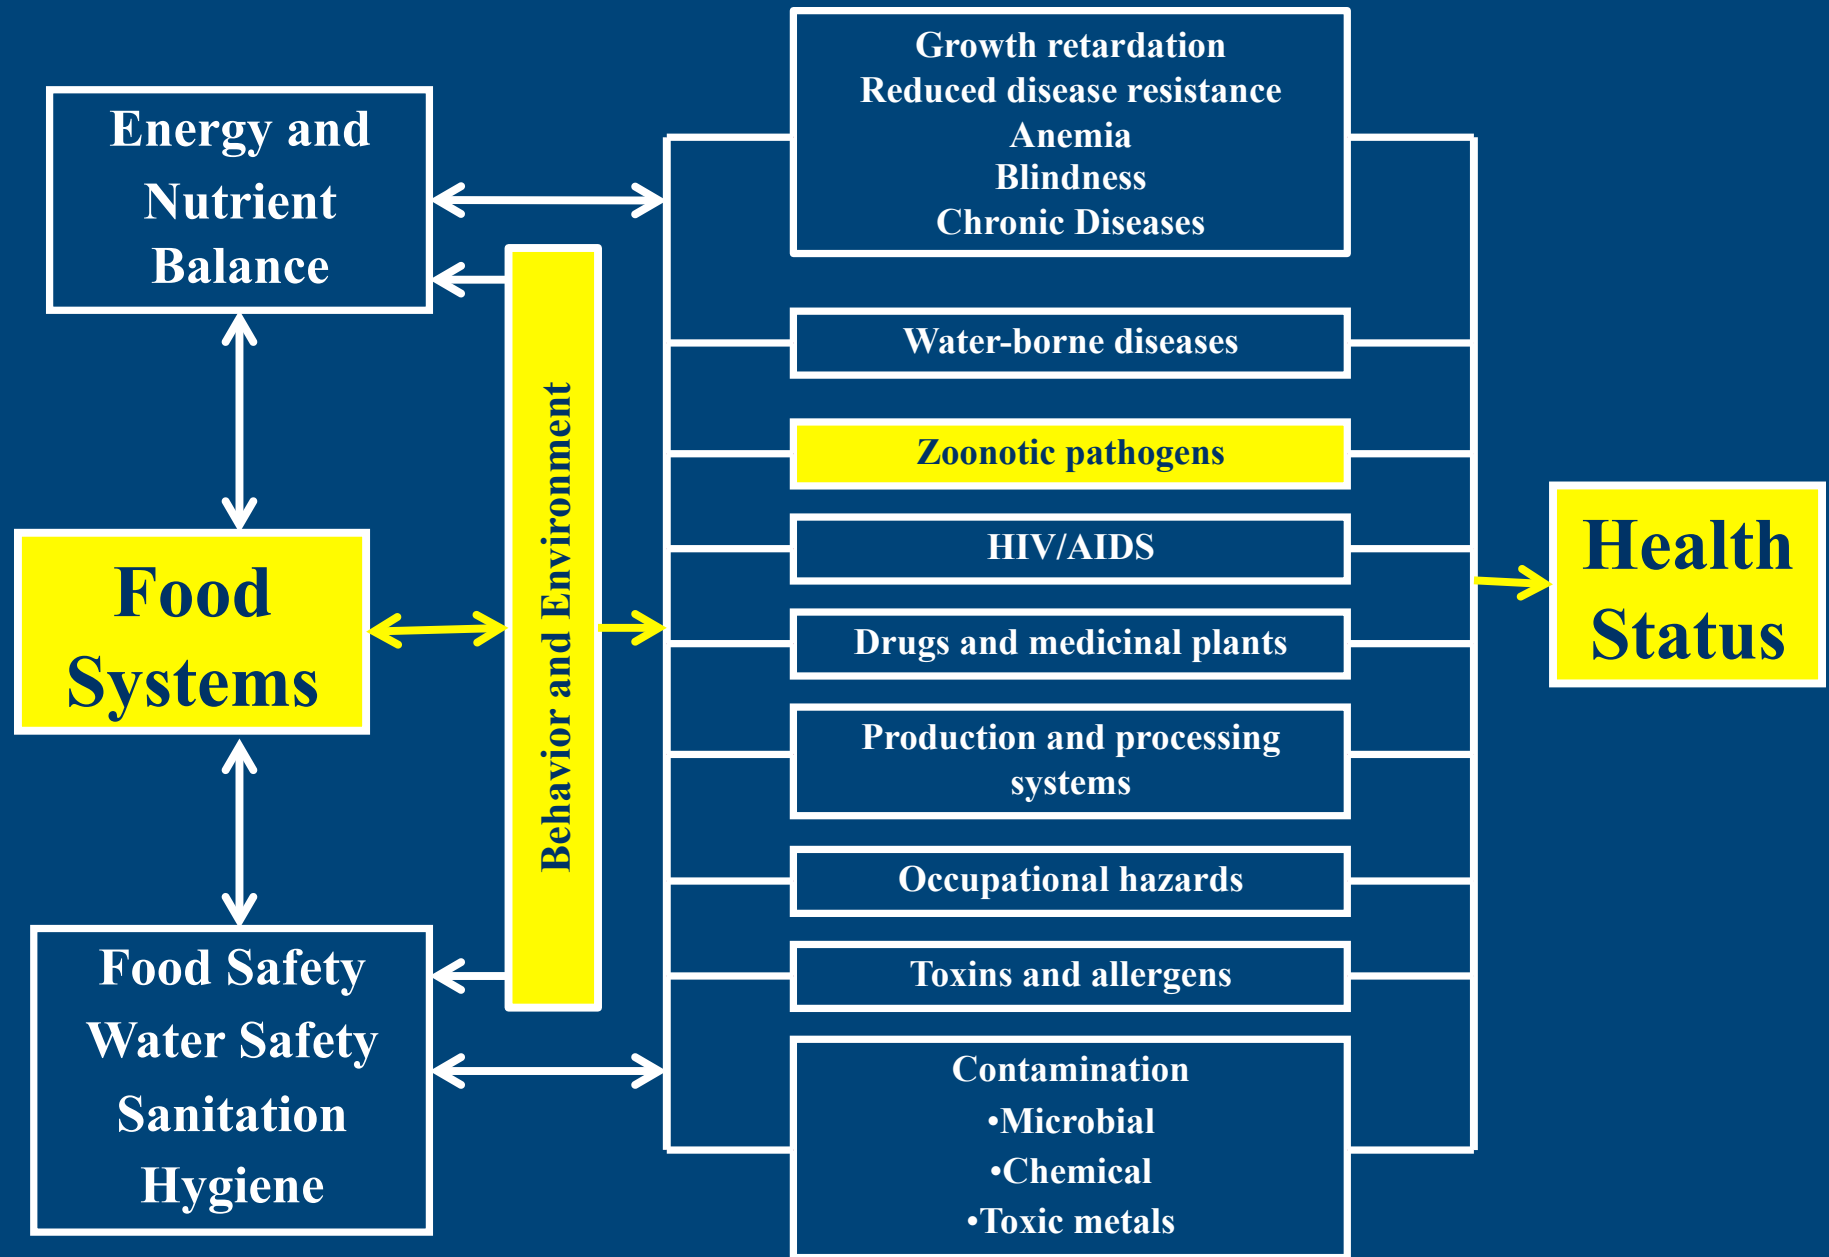 Energy and
Nutrient
Balance
Food
Systems
Food Safety
Water Safety
Sanitation
Hygiene
Behavior and Environment
Growth retardation
Reduced disease resistance
Anemia
Blindness
Chronic Diseases
Water-borne diseases
Zoonotic pathogens
HIV/AIDS
Drugs and medicinal plants
Production and processing
systems
Occupational hazards
Toxins and allergens
Contamination
•Microbial
•Chemical
•Toxic metals
Health
Status